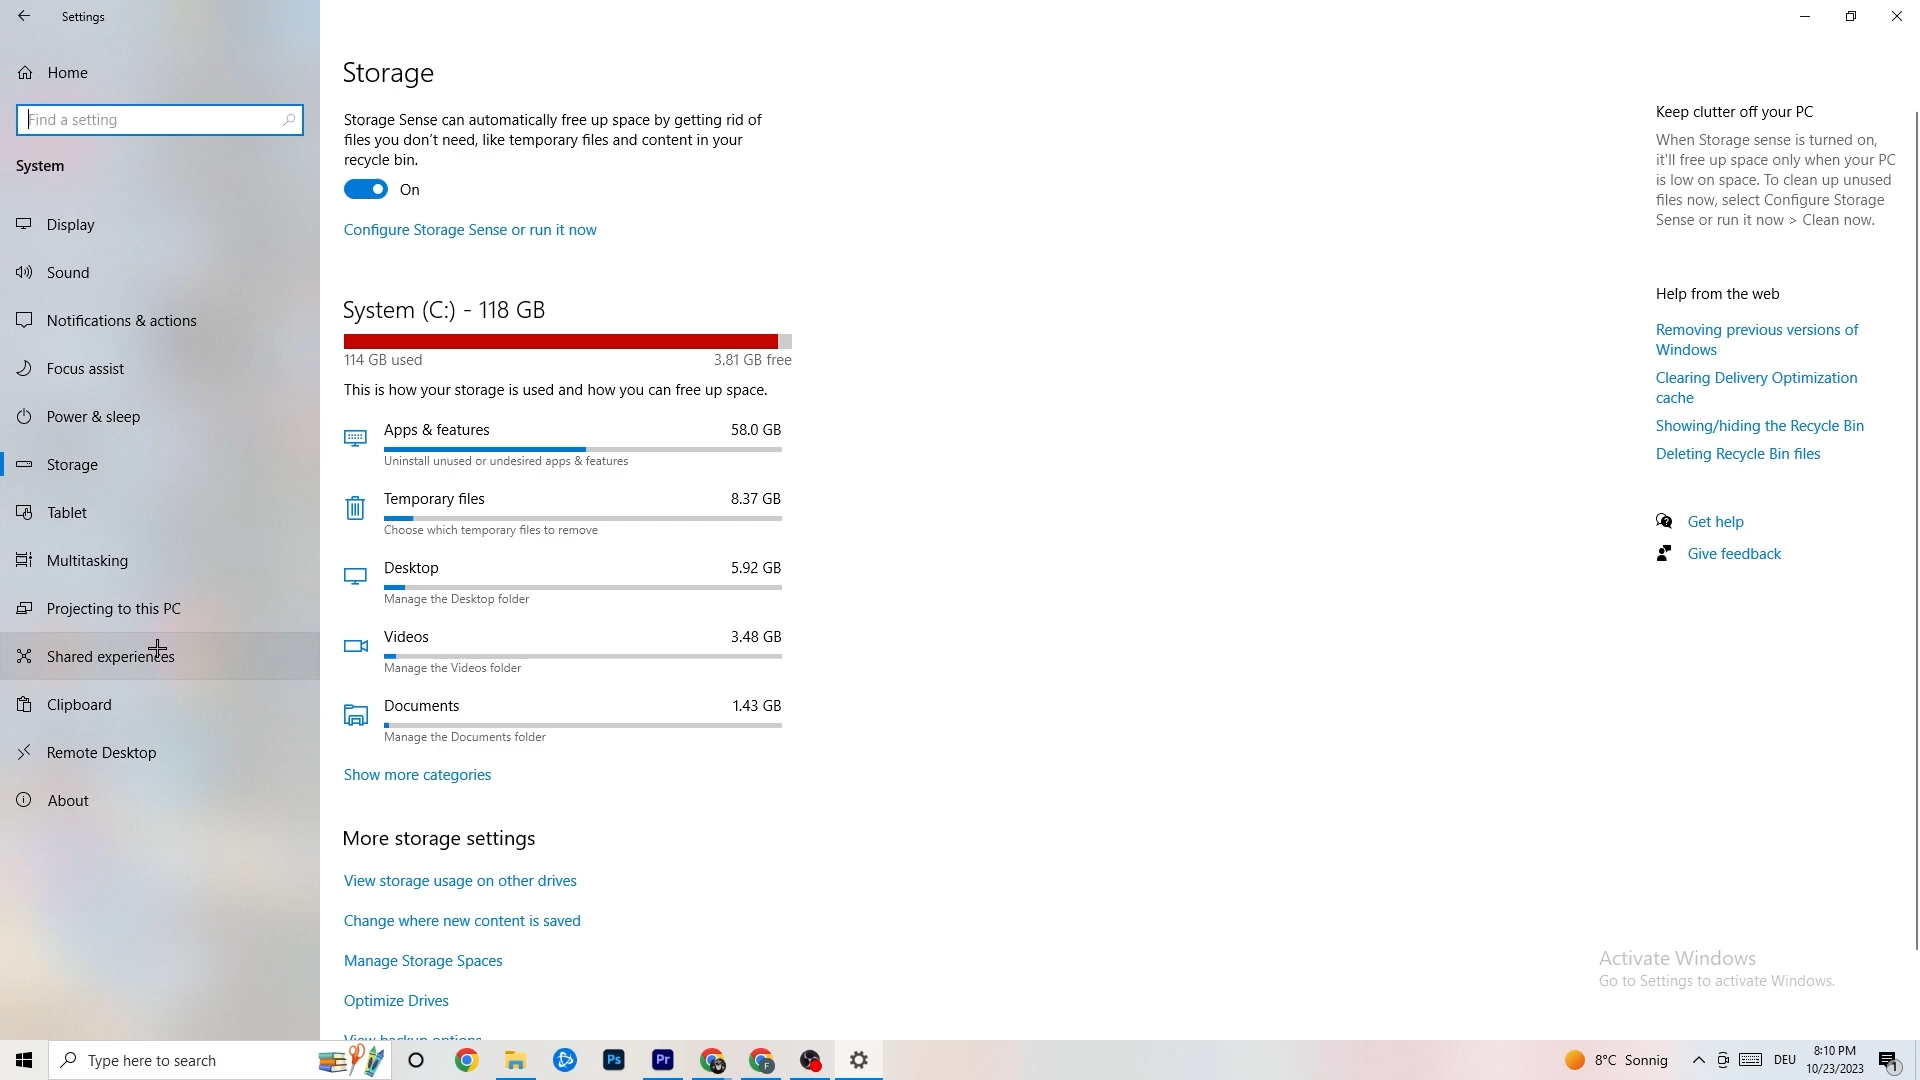 Settings
Home
Find a setting
System
Display
Sound
Notifications & actions
Focus assist
Power & sleep
Storage
Tablet
Multitasking
Projecting to this PC
Shared experiences
Clipboard
Remote Desktop
About
Storage
Storage Sense can automatically free up space by getting rid of
files you don't need, like temporary files and content in your
recycle bin.
On
Configure Storage Sense or run it now
System (C:) - 118 GB
114 GB used 3.81 GB free
This is how your storage is used and how you can free up space.
Apps & features 58.0 GB
Uninstall unused or undesired apps & features
Temporary files 8.37 GB
Choose which temporary files to remove
Desktop 5.92 GB
Manage the Desktop folder
Videos 3.48 GB
Manage the Videos folder
Documents 1.43 GB
Manage the Documents folder
Show more categories
More storage settings
View storage usage on other drives
Change where new content is saved
Manage Storage Spaces
Optimize Drives
View backup options
Keep clutter off your PC
When Storage sense is turned on,
it'll free up space only when your PC
is low on space. To clean up unused
files now, select Configure Storage
Sense or run it now > Clean now.
Help from the web
Removing previous versions of
Windows
Clearing Delivery Optimization
cache
Showing/hiding the Recycle Bin
Deleting Recycle Bin files
Get help
Give feedback
Activate Windows
Go to Settings to activate Windows.
Type here to search
Ps
Pr
F
8°C Sonnig
DEU
8:10 PM
10/23/2023
1